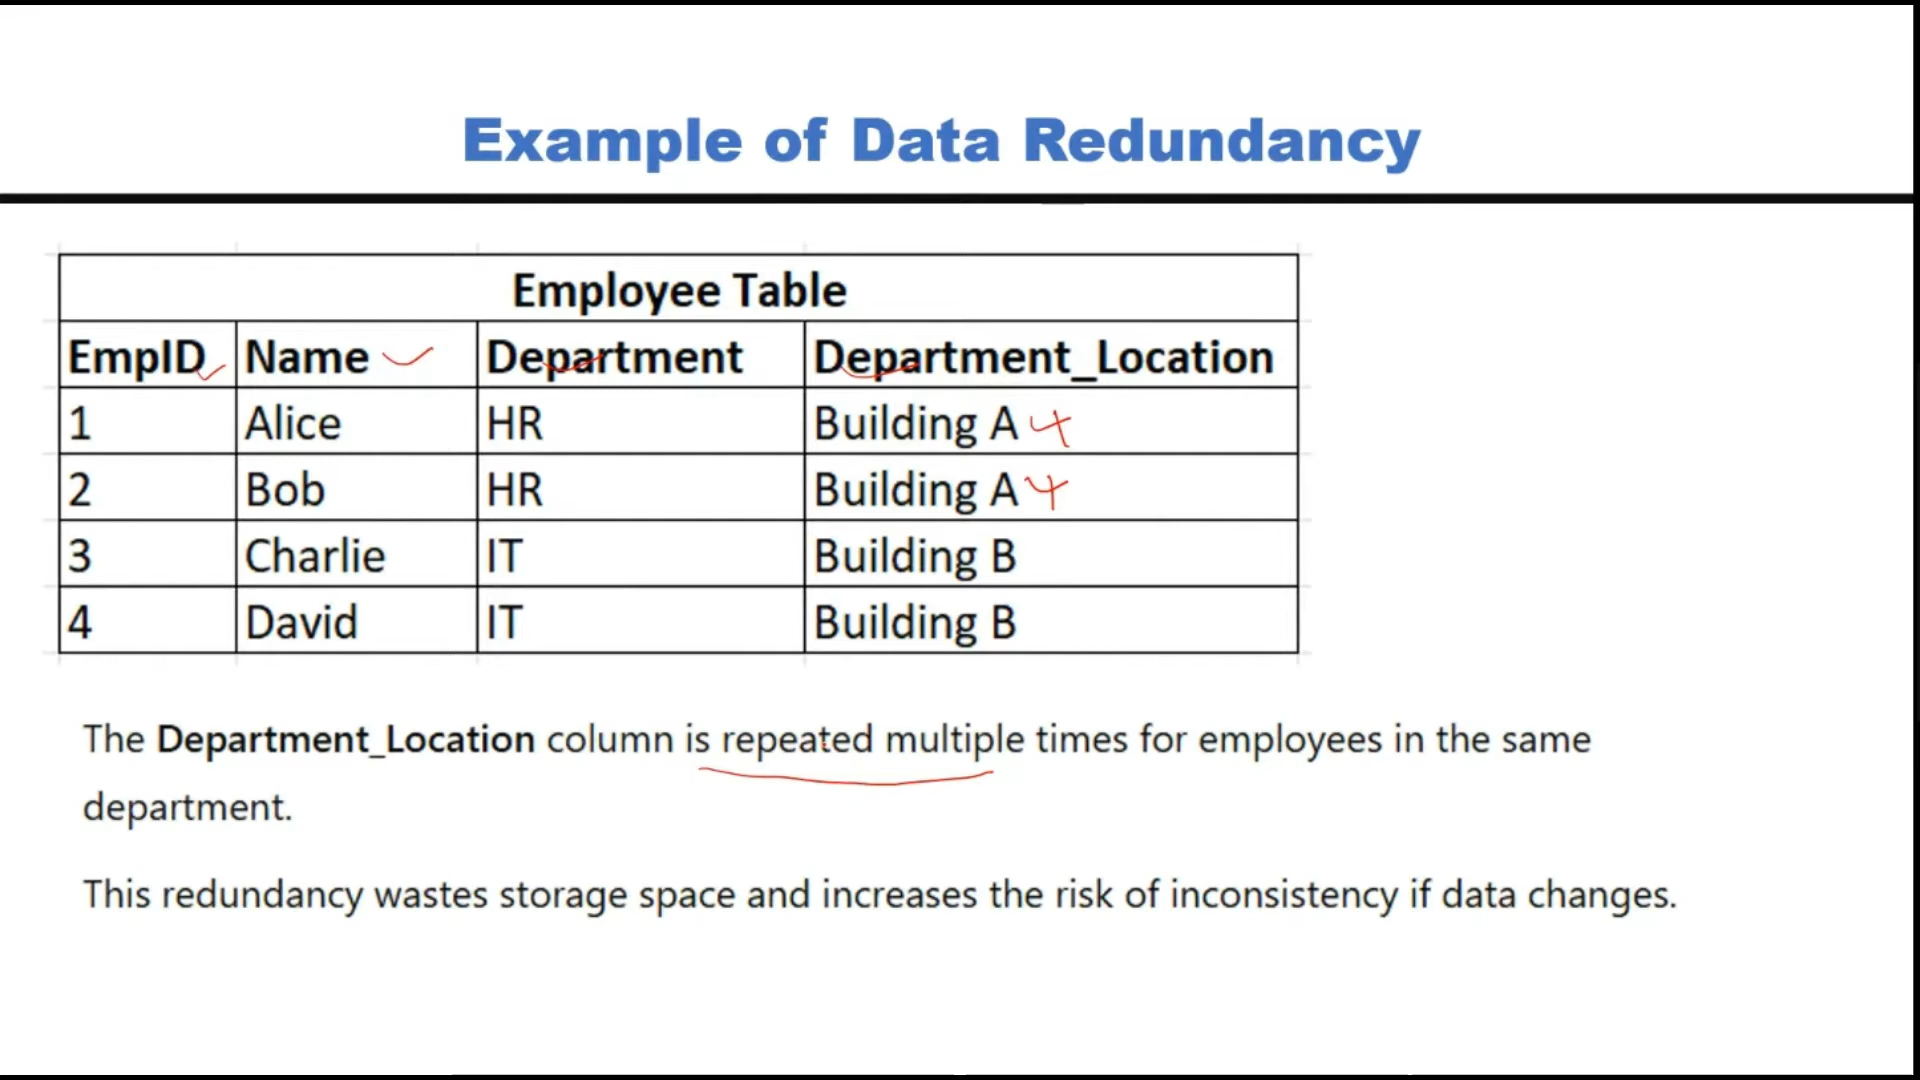 Example of Data Redundancy
Employee Table
EmpID Name Department Department_Location
1 Alice HR Building A
2 Bob HR Building A
3 Charlie IT Building B
4 David IT Building B
The Department_Location column is repeated multiple times for employees in the same
department.
This redundancy wastes storage space and increases the risk of inconsistency if data changes.